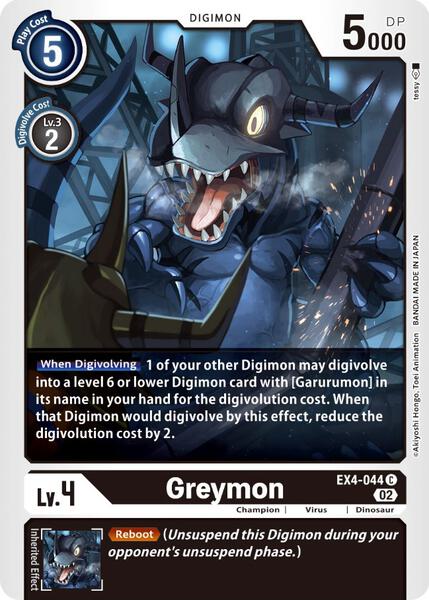 DIGIMON
Play Cost
5
DP
5000
Digivolve Cost
Lv.3
2
tessy
©Akiyoshi Hongo, Toei Animation BANDAI MADE IN JAPAN
When Digivolving 1 of your other Digimon may digivolve
into a level 6 or lower Digimon card with [Garurumon] in
its name in your hand for the digivolution cost. When
that Digimon would digivolve by this effect, reduce the
digivolution cost by 2.
Lv.4
Greymon
EX4-044 C
02
Champion | Virus | Dinosaur
Inherited Effect
Reboot (Unsuspend this Digimon during your
opponent's unsuspend phase.)